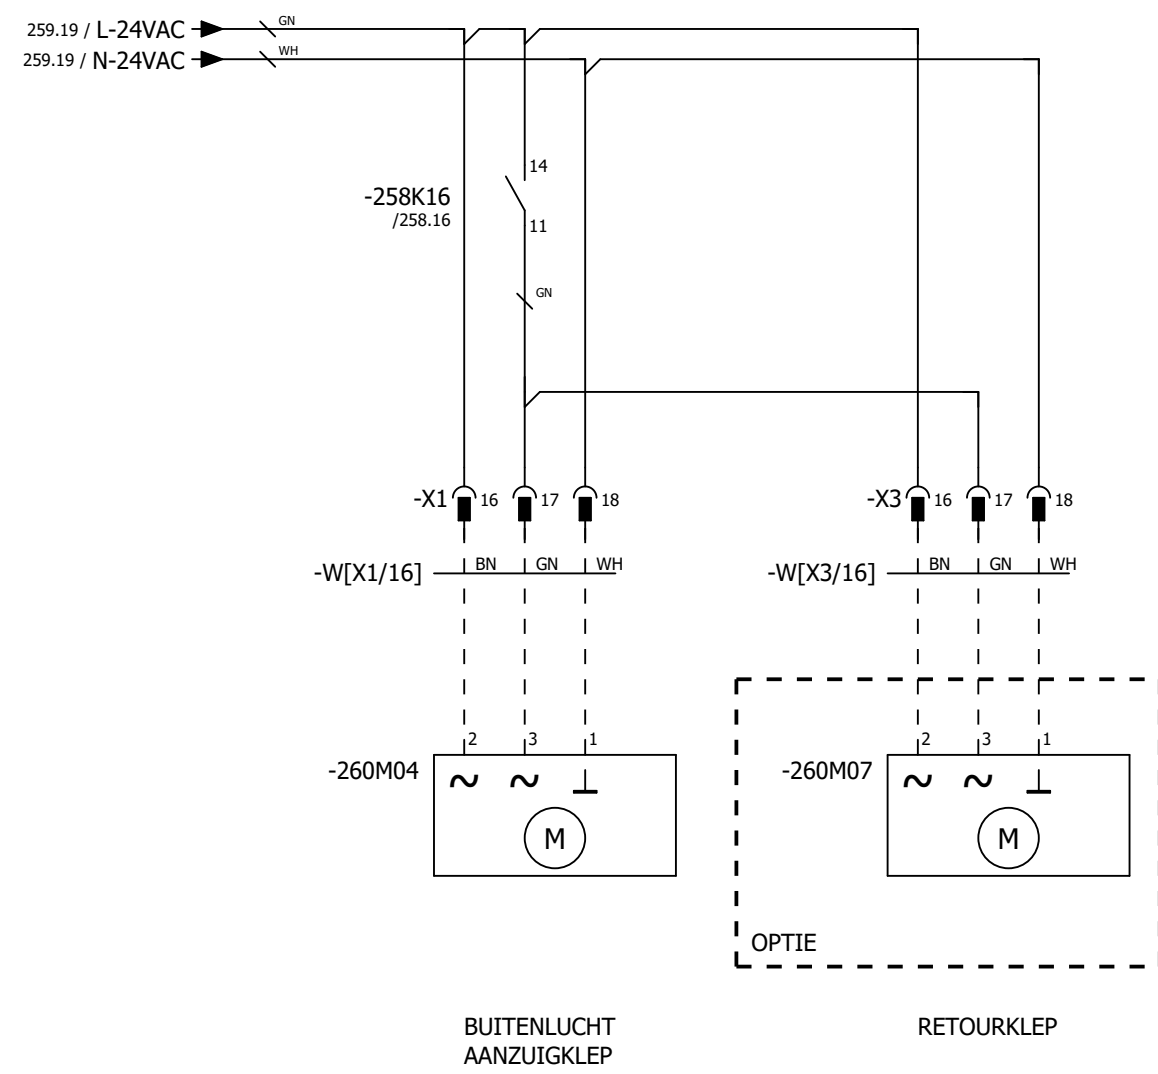 259.19 / L-24VAC
GN
259.19 / N-24VAC
WH
14
-258K16
/258.16
11
GN
-X1 16 17 18
-X3 16 17 18
-W[X1/16] BN GN WH
-W[X3/16] BN GN WH
2 3 1
2 3 1
-260M04
~ ~
-260M07
~ ~
M
M
OPTIE
BUITENLUCHT
AANZUIGKLEP
RETOURKLEP